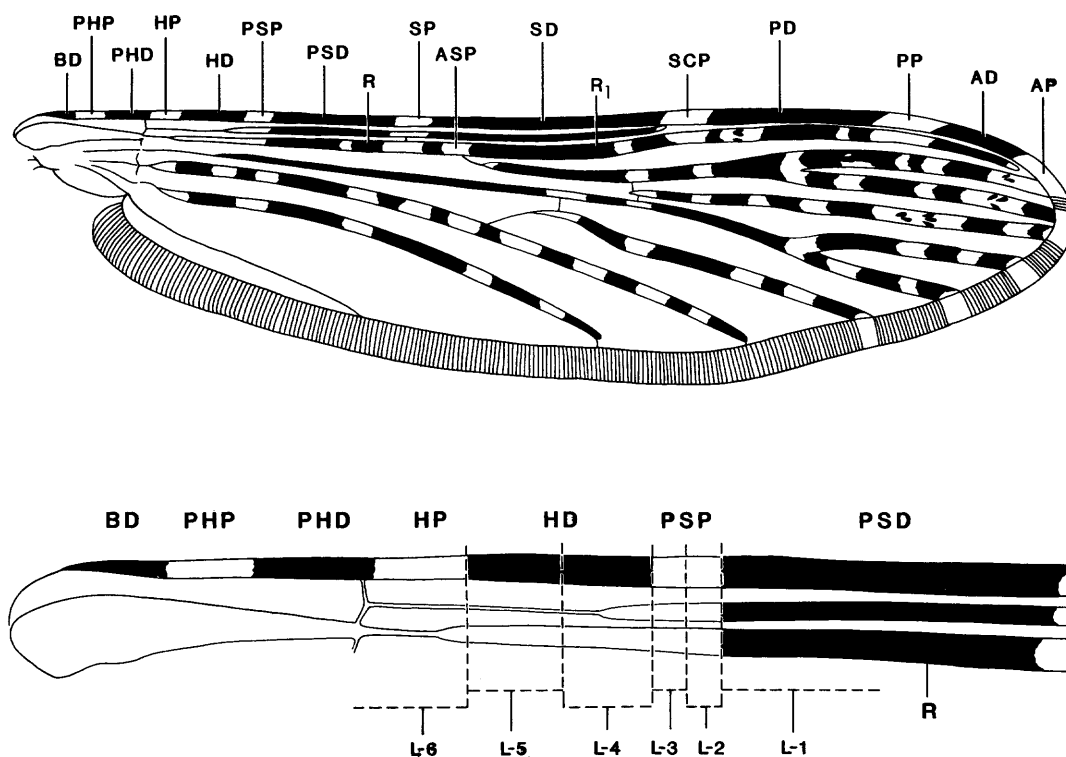 PHP HP PSP SP SD PD
BD PHD HD PSD R ASP R1 SCP PP AD AP
BD PHP PHD HP HD PSP PSD
R
L-6 L-5 L-4 L-3 L-2 L-1